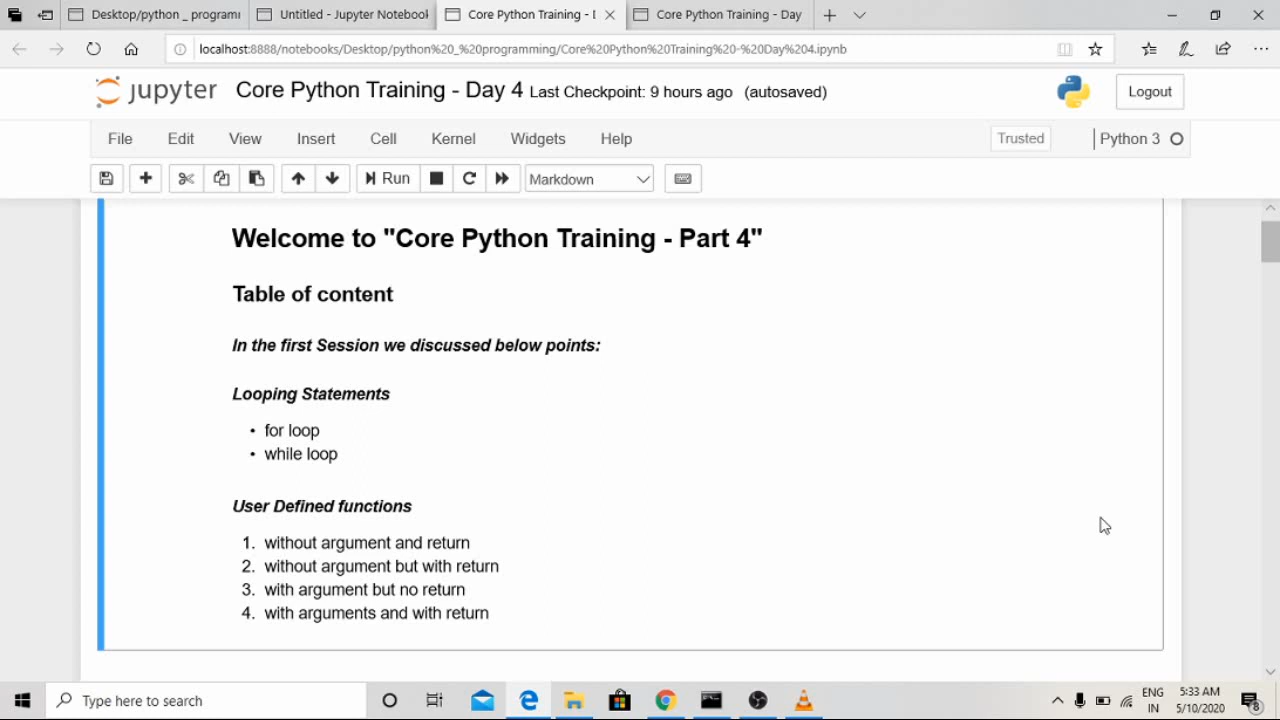 Desktop/python _ programi Untitled - Jupyter Notebool Core Python Training - D Core Python Training - Day
localhost:8888/notebooks/Desktop/python%20_%20programming/Core%20Python%20Training%20-%20Day%204.ipynb
jupyter Core Python Training - Day 4 Last Checkpoint: 9 hours ago (autosaved) Logout
File Edit View Insert Cell Kernel Widgets Help Trusted Python 3
Run Markdown
Welcome to "Core Python Training - Part 4"
Table of content
In the first Session we discussed below points:
Looping Statements
• for loop
• while loop
User Defined functions
1. without argument and return
2. without argument but with return
3. with argument but no return
4. with arguments and with return
Type here to search
ENG 5:33 AM
IN 5/10/2020 8